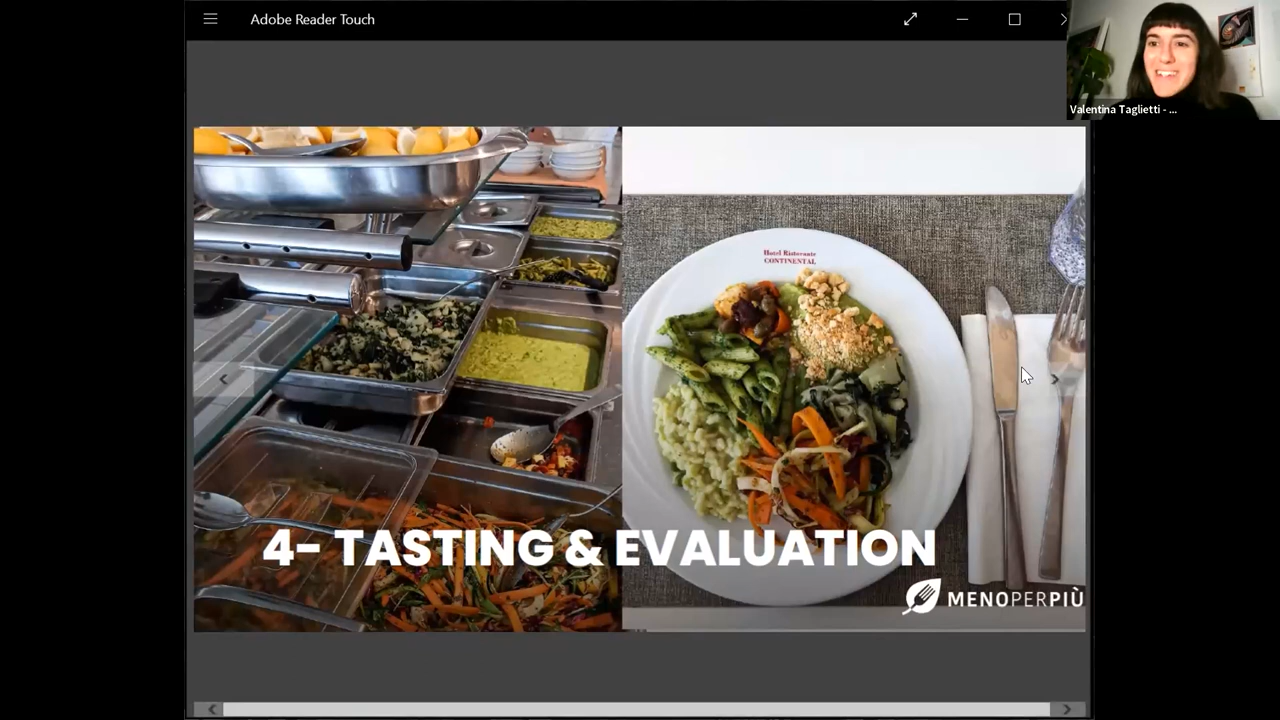 Adobe Reader Touch
Valentina Taglietti - ...
Hotel Ristorante
CONTINENTAL
4- TASTING & EVALUATION
MENOPERPIÙ